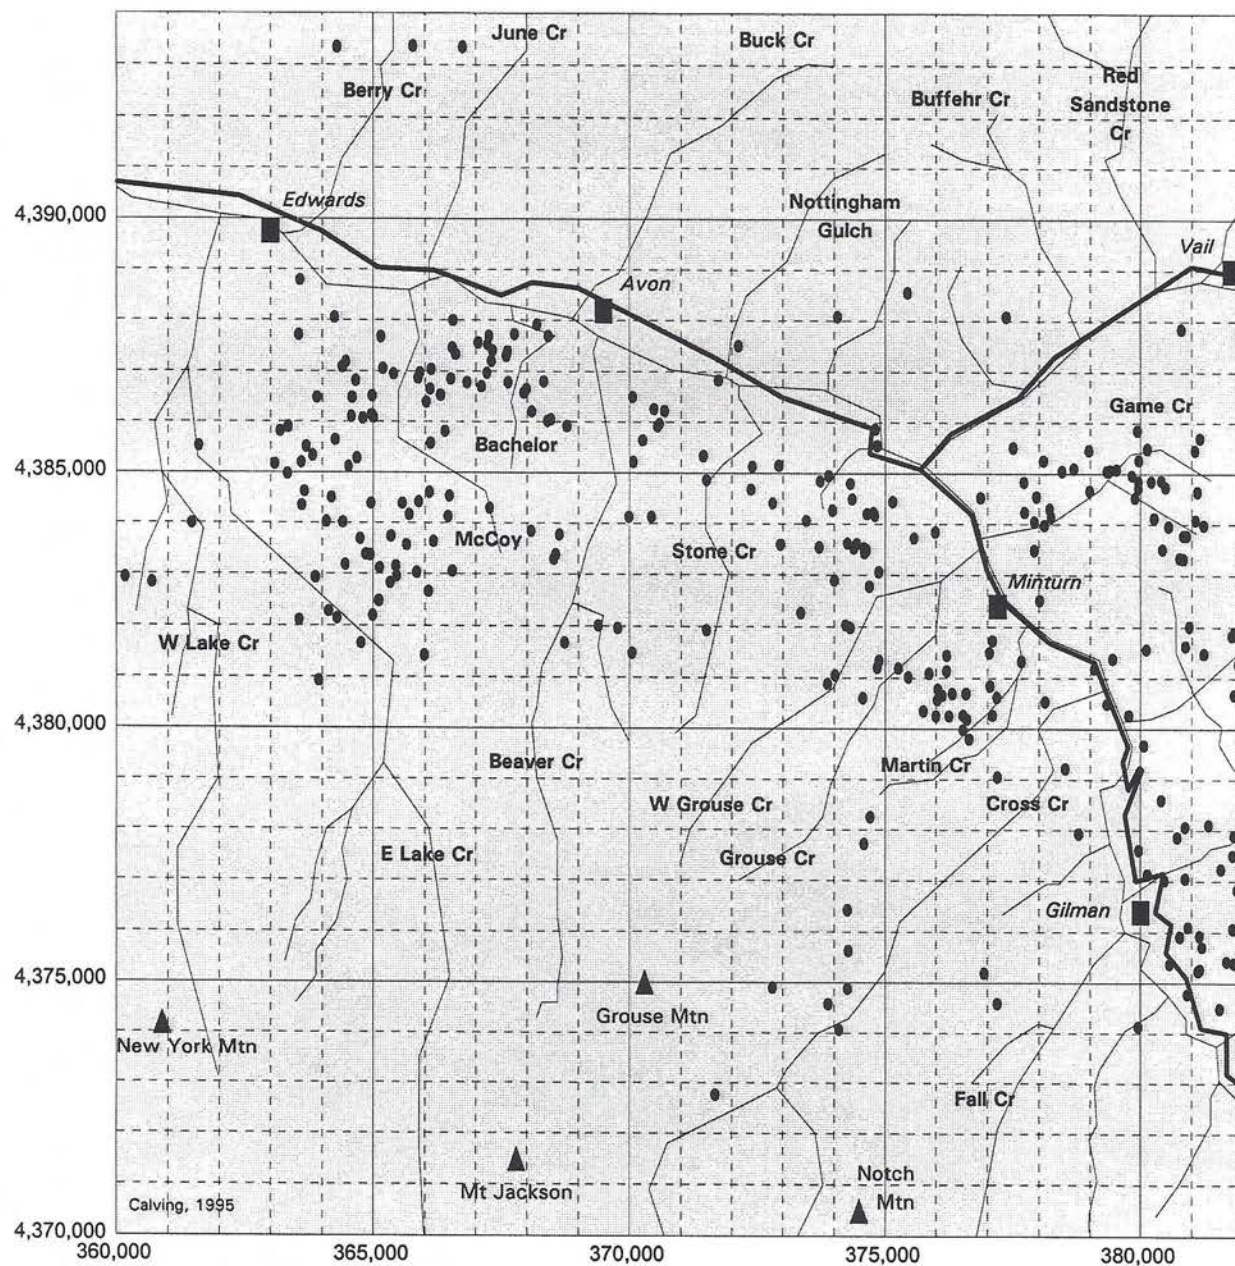 June Cr
Buck Cr
Berry Cr
Red
Sandstone
Cr
Buffehr Cr
Edwards
Nottingham
Gulch
4,390,000
Vail
Avon
Game Cr
Bachelor
4,385,000
McCoy
Stone Cr
Minturn
W Lake Cr
4,380,000
Beaver Cr
Martin Cr
W Grouse Cr
Cross Cr
E Lake Cr
Grouse Cr
Gilman
4,375,000
Grouse Mtn
New York Mtn
Fall Cr
Notch
Mtn
Mt Jackson
Calving, 1995
4,370,000
360,000
365,000
370,000
375,000
380,000